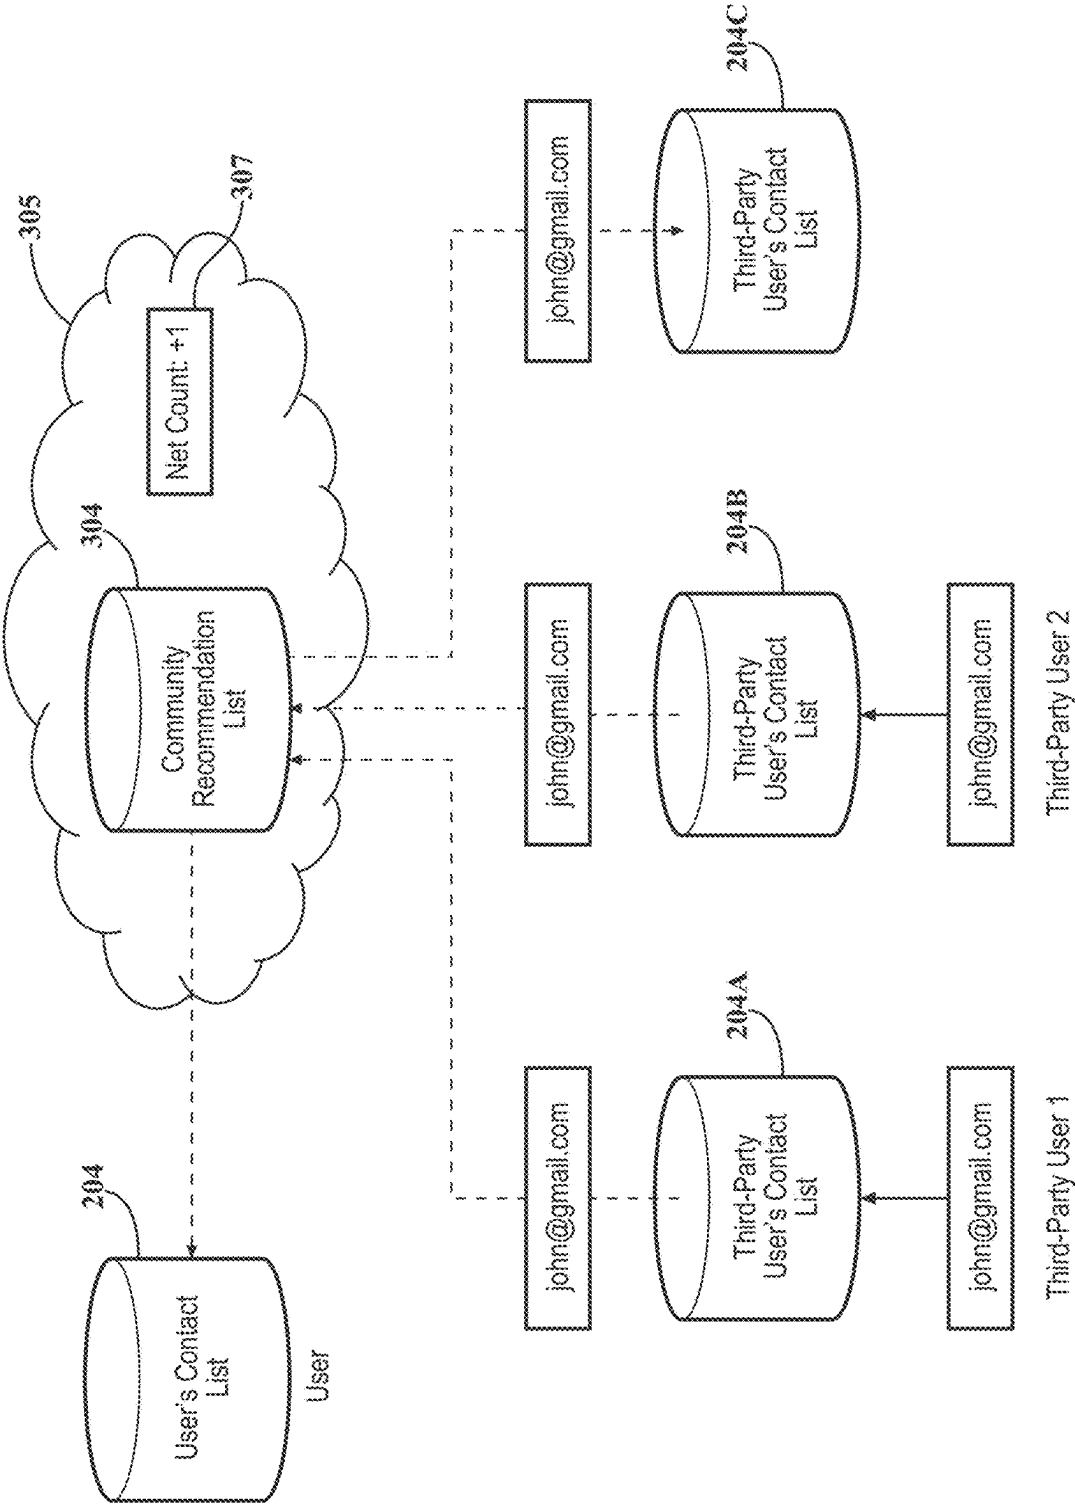 305
304
Net Count: +1
307
204
Community
Recommendation
List
User's Contact
List
User
john@gmail.com
john@gmail.com
john@gmail.com
204A
204B
204C
Third-Party
User's Contact
List
Third-Party
User's Contact
List
Third-Party
User's Contact
List
john@gmail.com
john@gmail.com
Third-Party User 1
Third-Party User 2